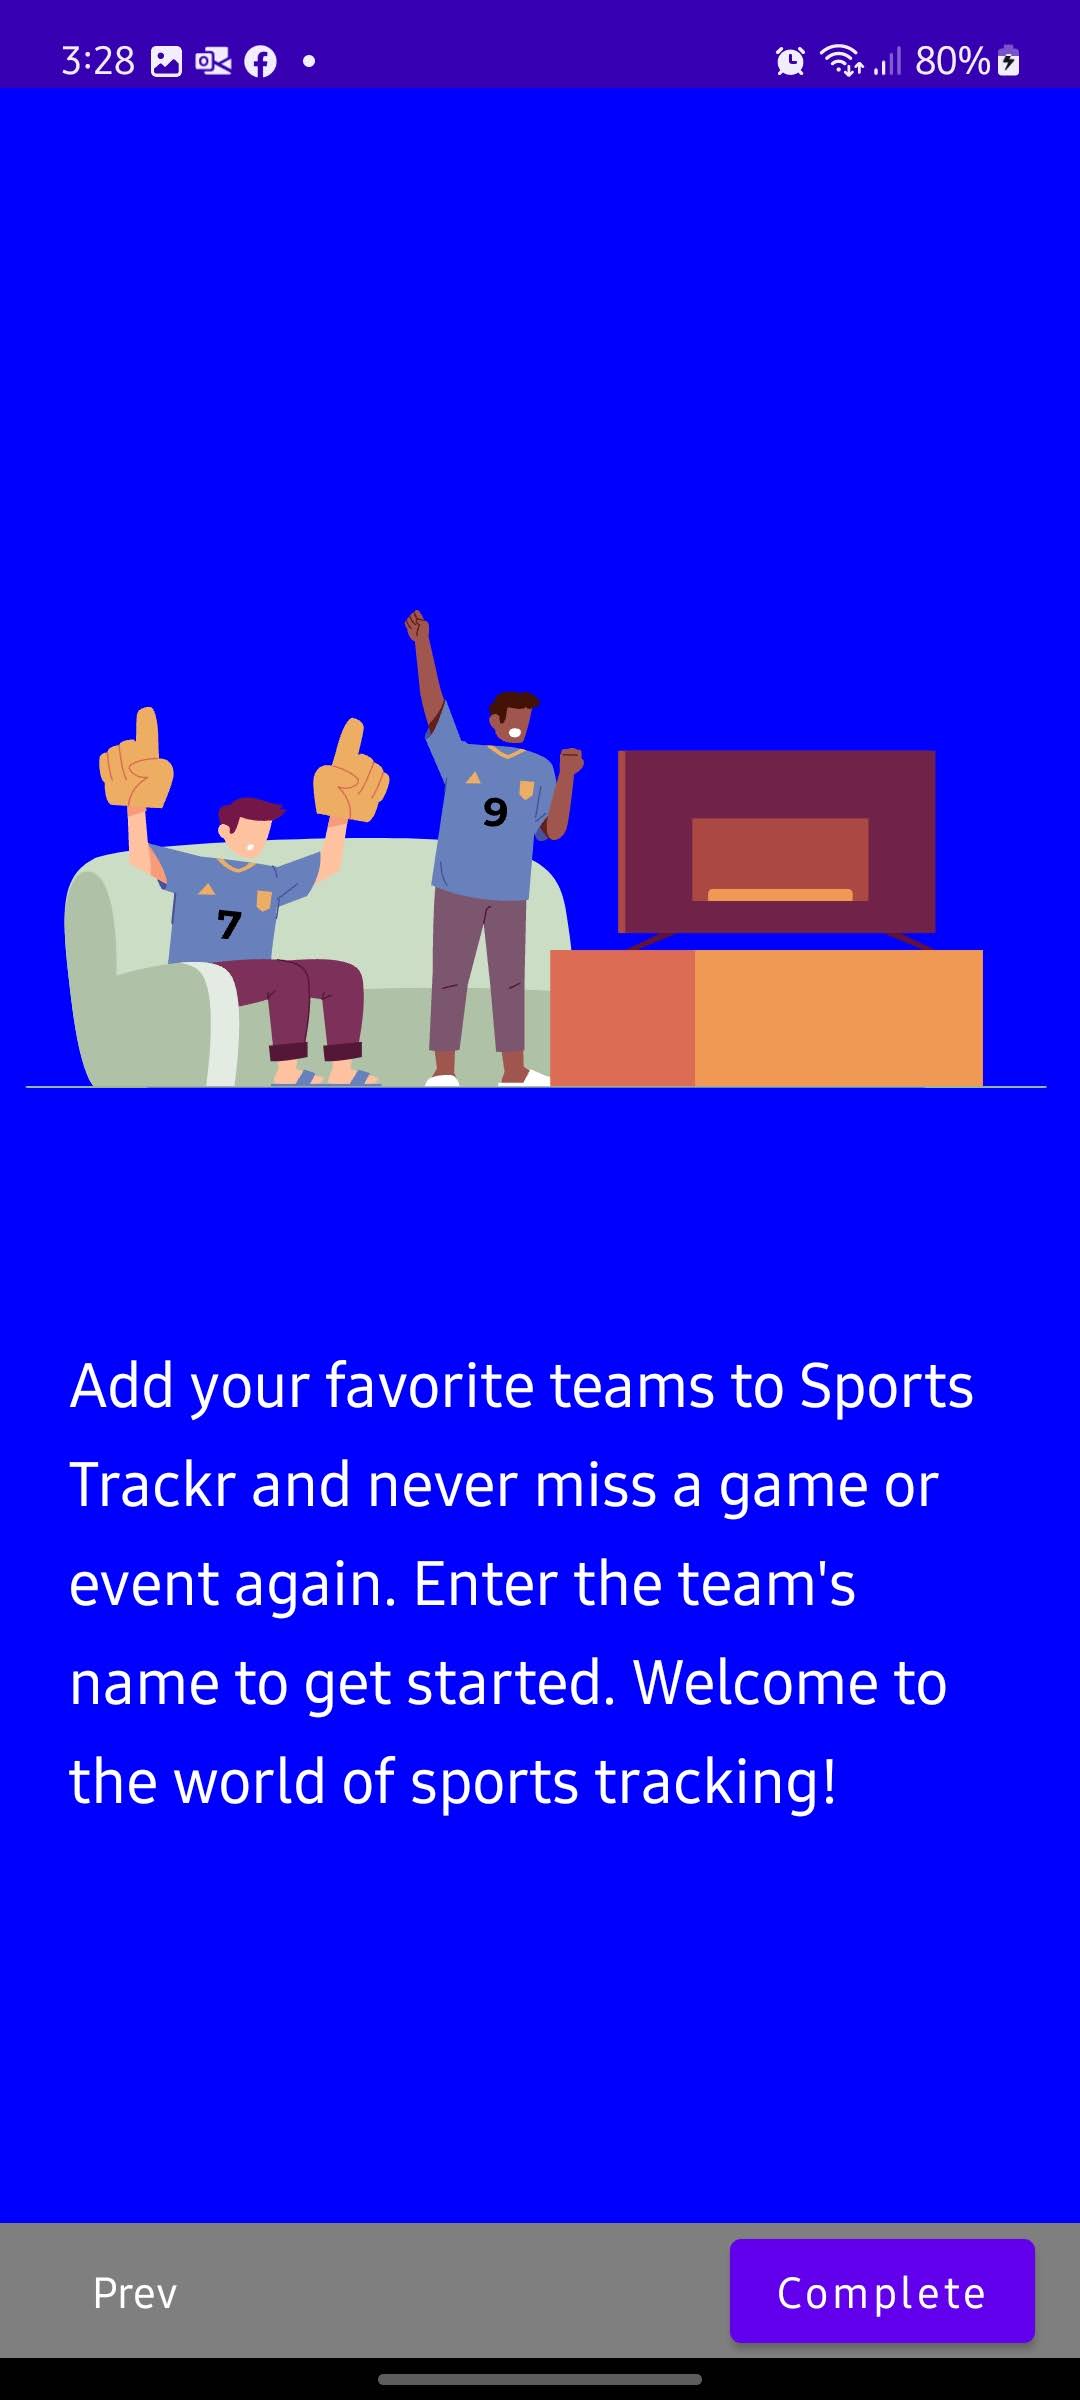 3:28 80%
9
7
Add your favorite teams to Sports
Trackr and never miss a game or
event again. Enter the team's
name to get started. Welcome to
the world of sports tracking!
Prev Complete